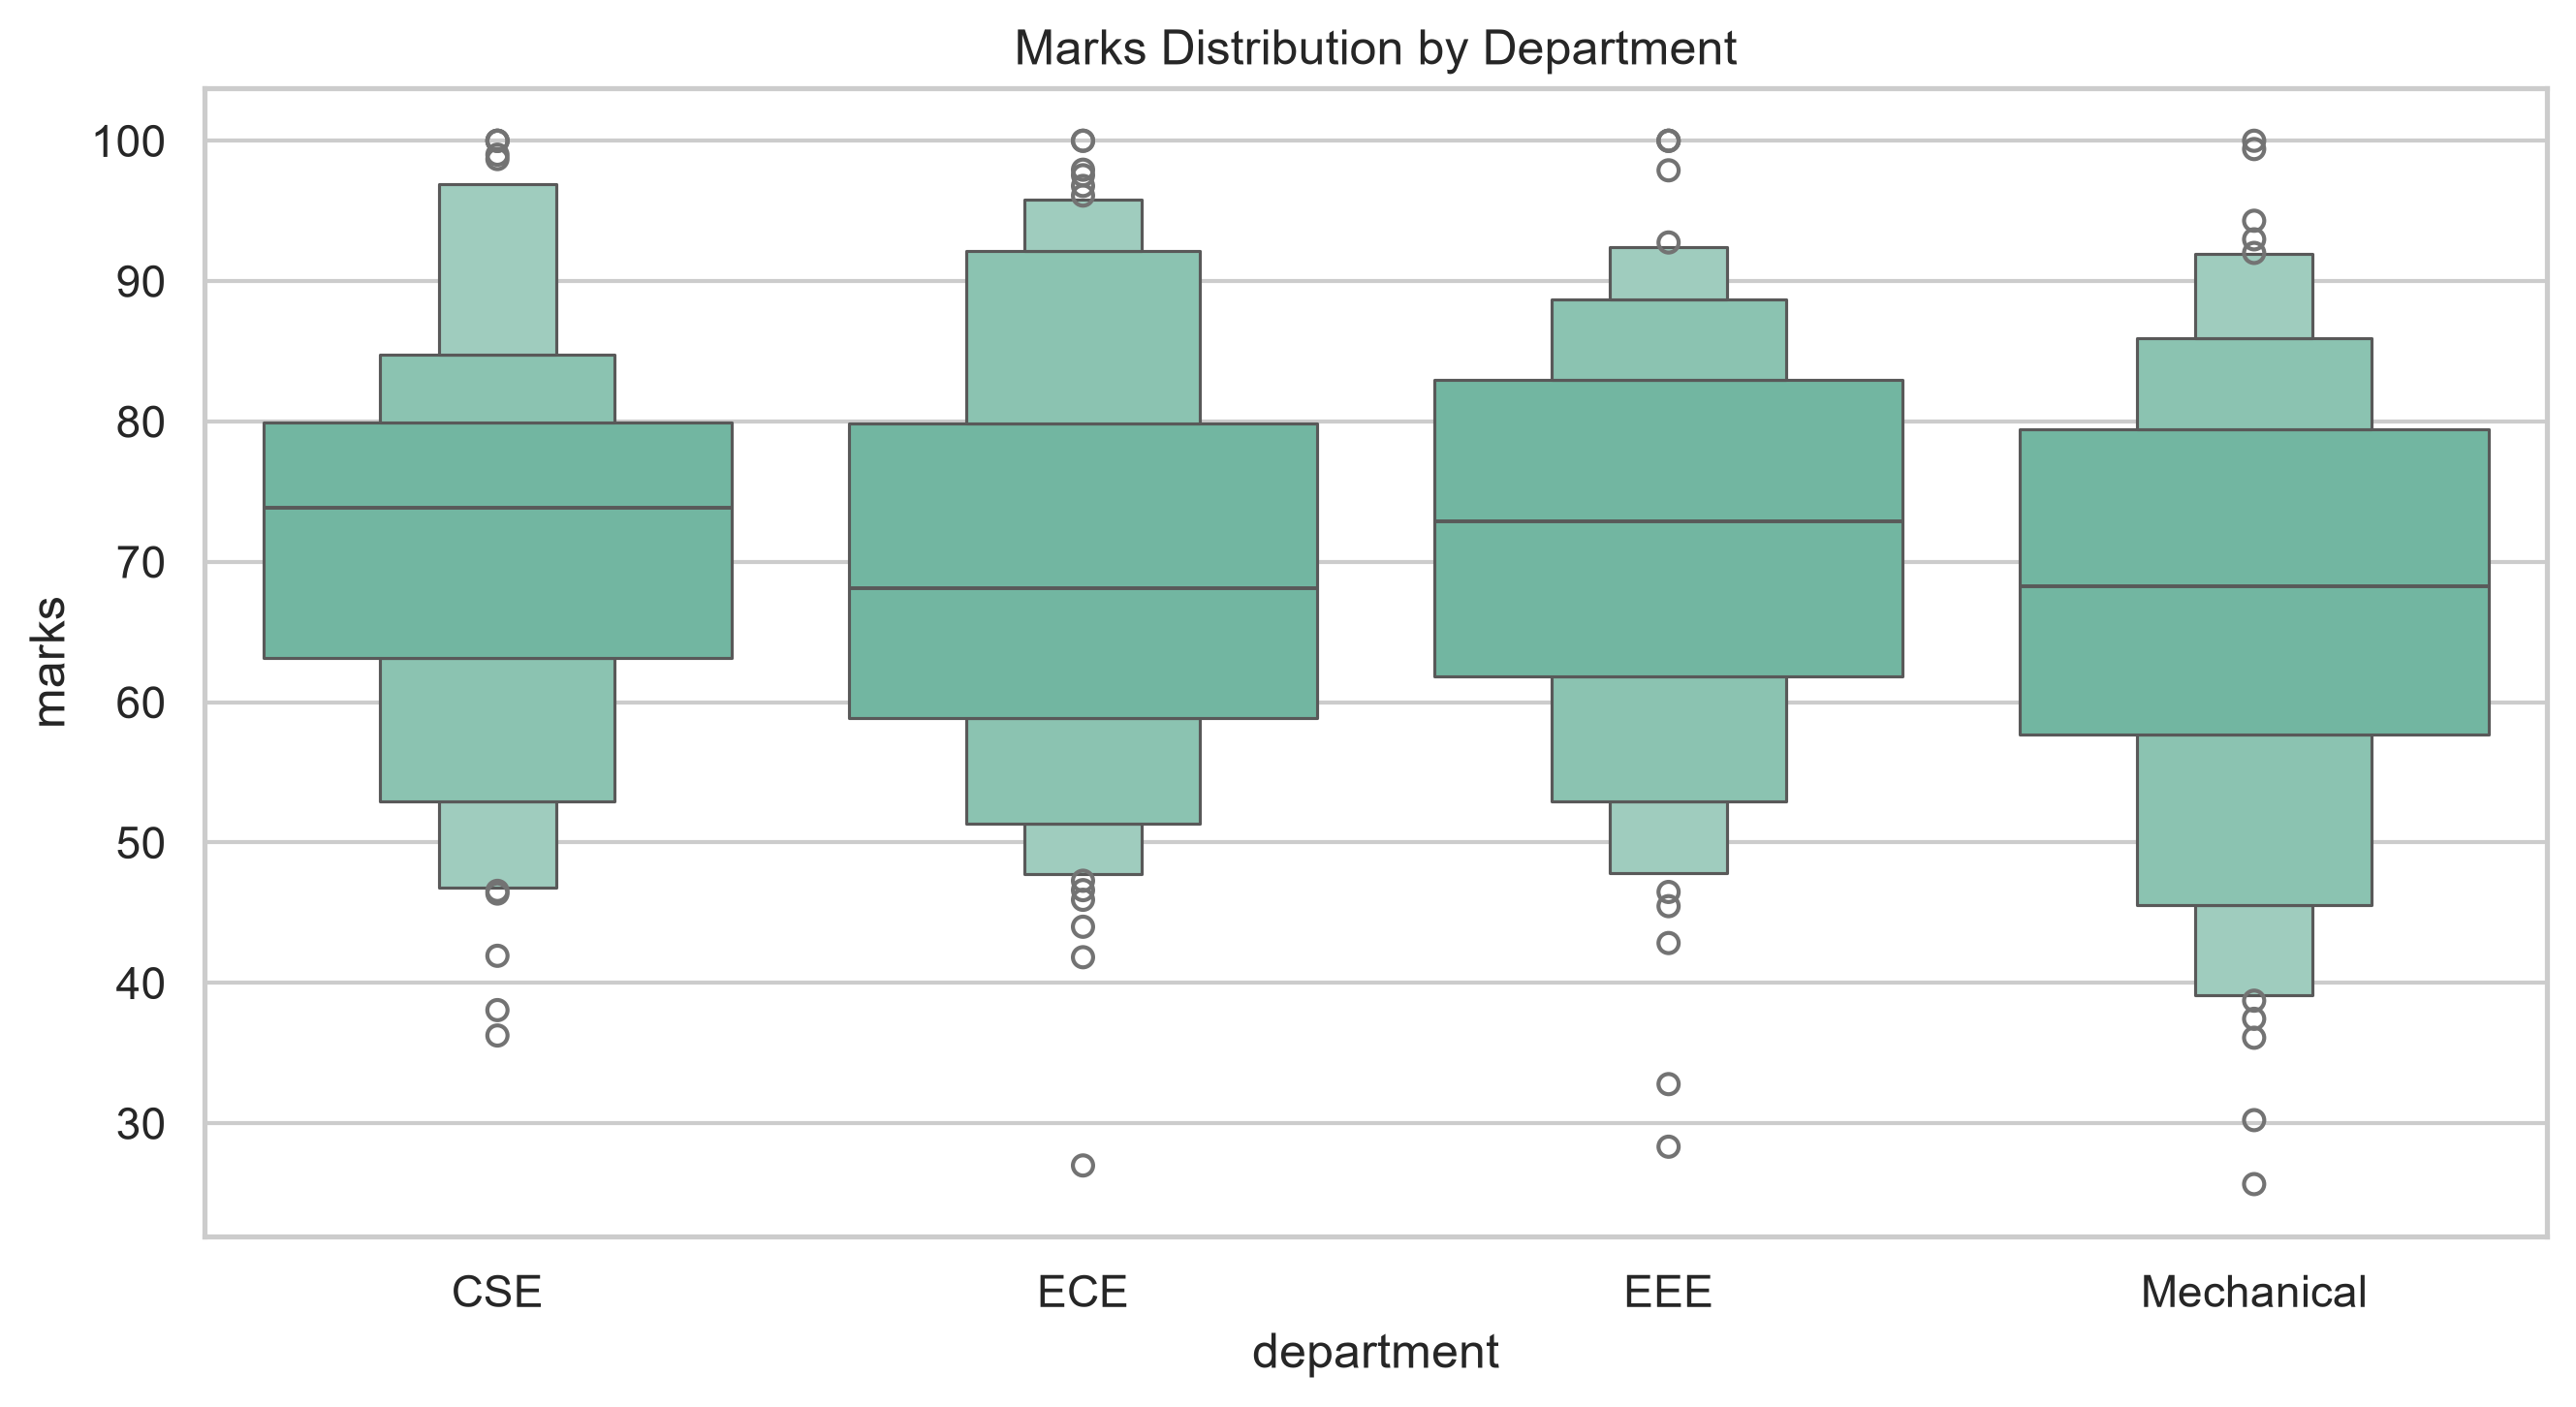 Marks Distribution by Department
100
90
80
70
60
50
40
30
marks
CSE
ECE
EEE
Mechanical
department